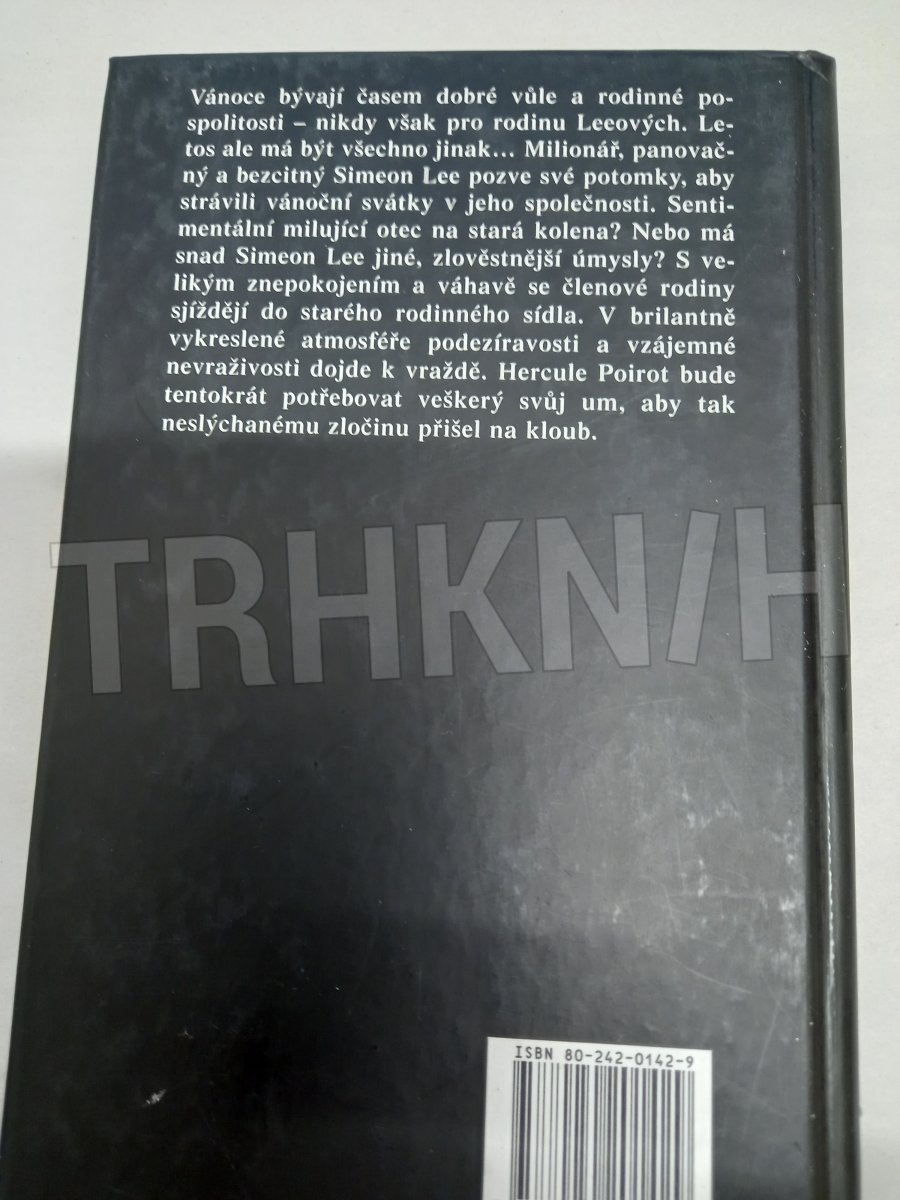 Vánoce bývají časem dobré vůle a rodinné po-
spolitosti – nikdy však pro rodinu Leeových. Le-
tos ale má být všechno jinak... Milionář, panovač-
ný a bezcitný Simeon Lee pozve své potomky, aby
strávili vánoční svátky v jeho společnosti. Senti-
mentální milující otec na stará kolena? Nebo má
snad Simeon Lee jiné, zlověstnější úmysly? S ve-
likým znepokojením a váhavě se členové rodiny
sjíždějí do starého rodinného sídla. V brilantně
vykreslené atmosféře podezíravosti a vzájemné
nevraživosti dojde k vraždě. Hercule Poirot bude
tentokrát potřebovat veškerý svůj um, aby tak
neslýchanému zločinu přišel na kloub.
TRHKN/H
ISBN 80-242-0142-9